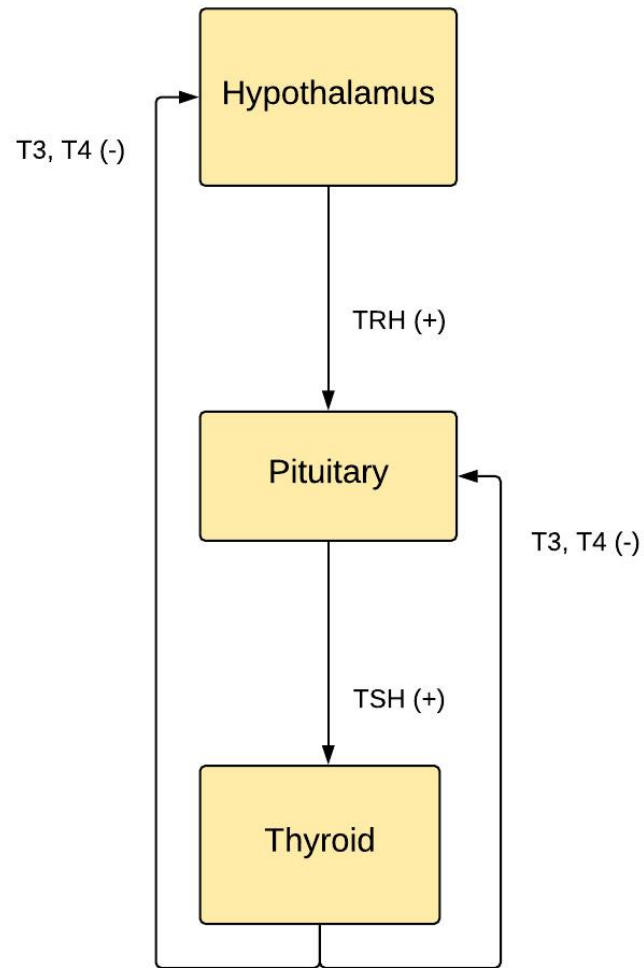 Hypothalamus
T3, T4 (-)
TRH (+)
Pituitary
T3, T4 (-)
TSH (+)
Thyroid